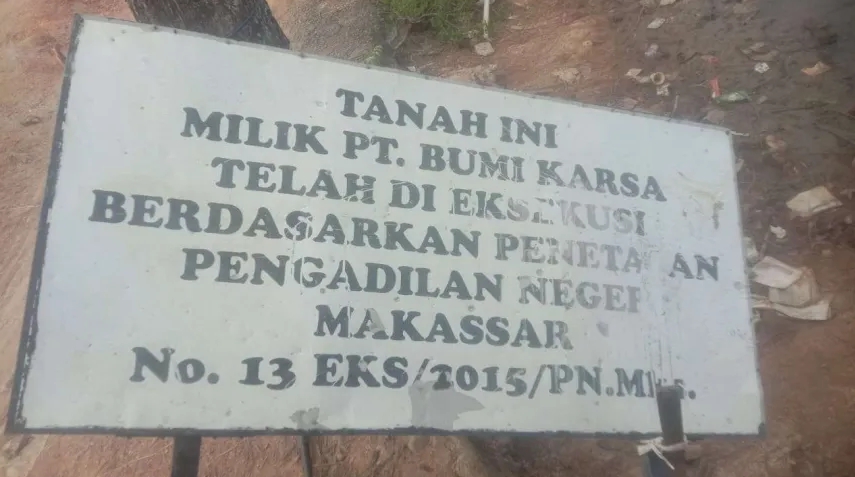 TANAH INI
MILIK PT. BUMI KARSA
TELAH DI EKSEKUSI
BERDASARKAN PENETAPAN
PENGADILAN NEGERI
MAKASSAR
No. 13 EKS/2015/PN.Mks.